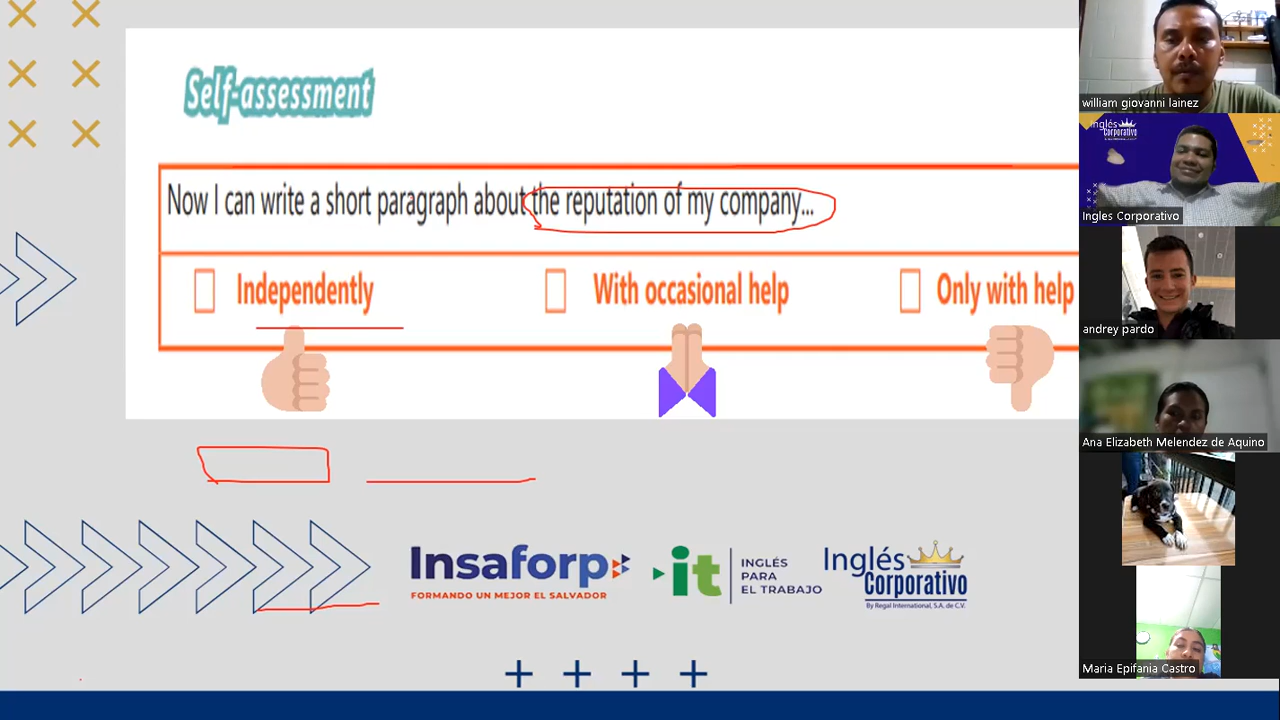 Self-assessment
Now I can write a short paragraph about the reputation of my company...
Independently
With occasional help
Only with help
Insaforp
FORMANDO UN MEJOR EL SALVADOR
it
INGLÉS
PARA
EL TRABAJO
Inglés
Corporativo
By Regal International, S.A. de C.V.
william giovanni lainez
Inglés
Corporativo
Ingles Corporativo
andrey pardo
Ana Elizabeth Melendez de Aquino
Maria Epifania Castro